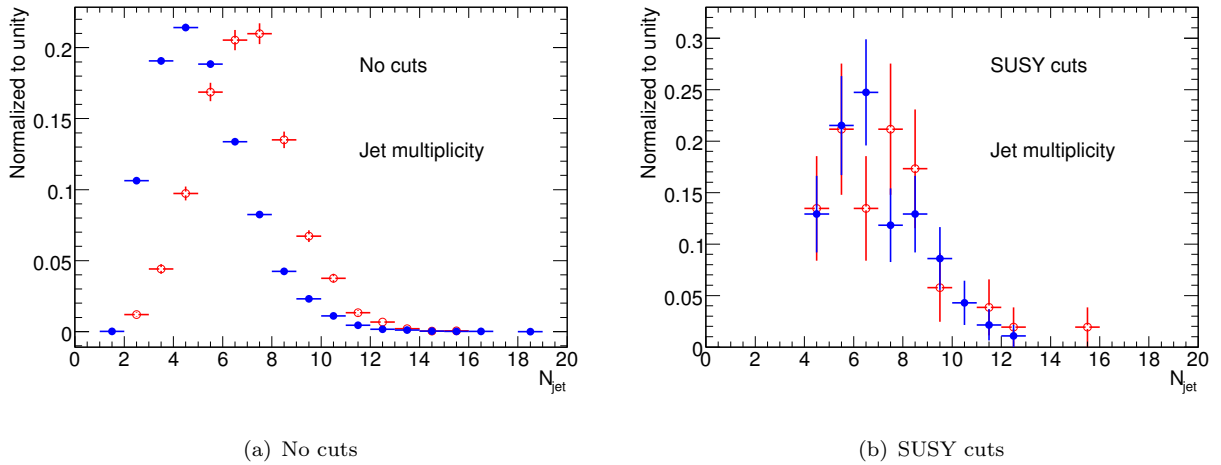 Normalized to unity
0.2
0.15
0.1
0.05
0
No cuts
Jet multiplicity
0 2 4 6 8 10 12 14 16 18 20
N_jet
(a) No cuts
Normalized to unity
0.3
0.25
0.2
0.15
0.1
0.05
0
SUSY cuts
Jet multiplicity
0 2 4 6 8 10 12 14 16 18 20
N_jet
(b) SUSY cuts